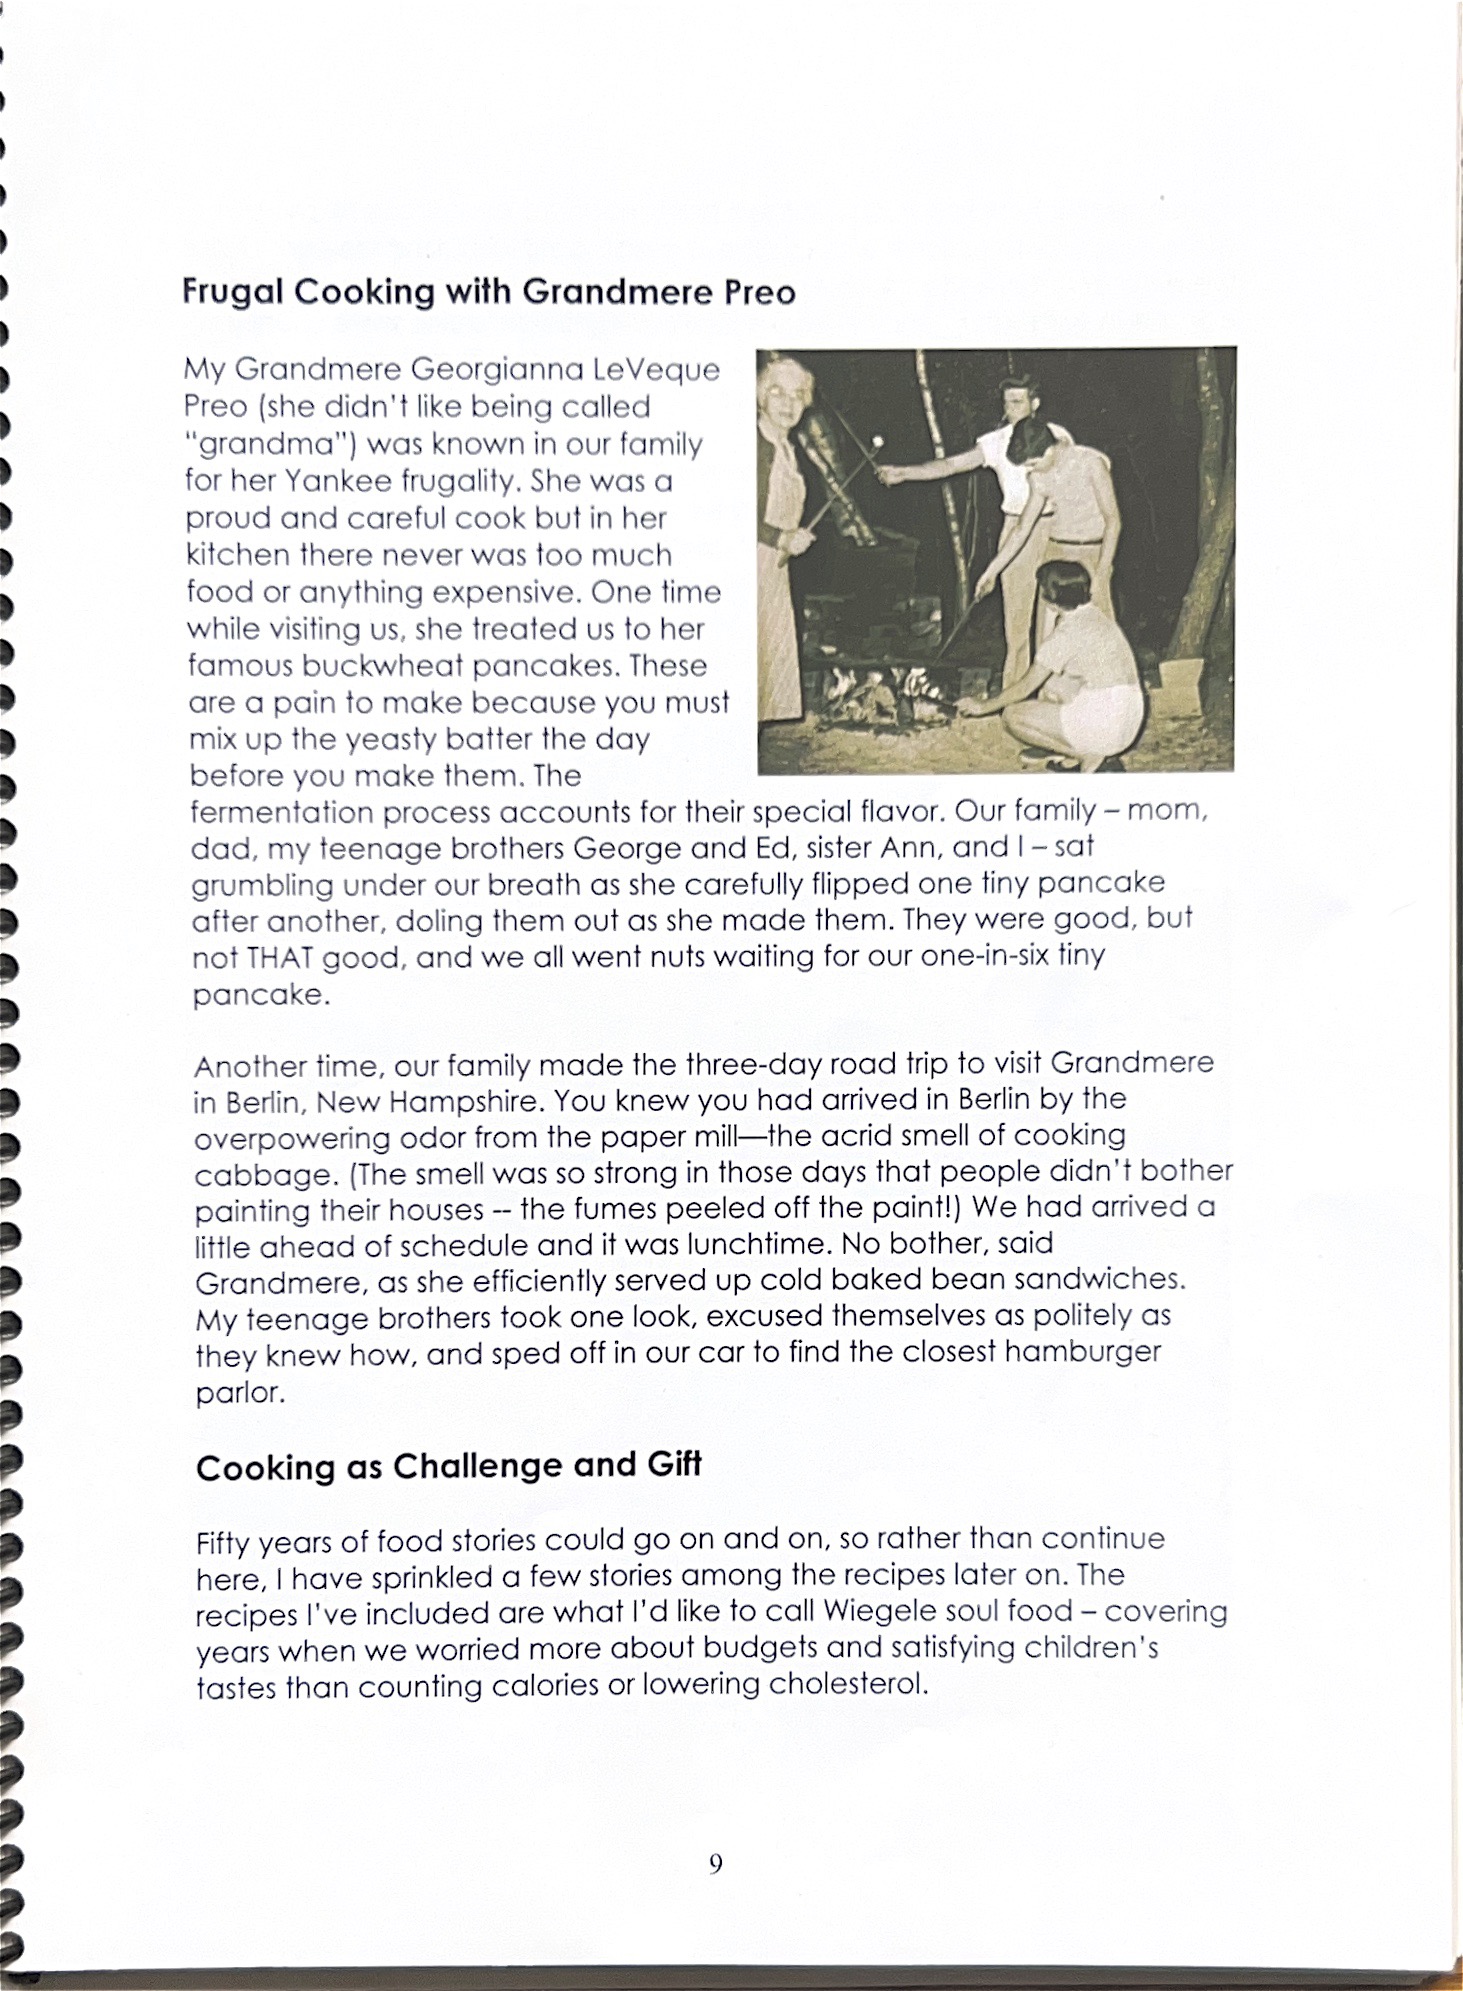 Frugal Cooking with Grandmere Preo
My Grandmere Georgianna LeVeque
Preo (she didn't like being called
"grandma") was known in our family
for her Yankee frugality. She was a
proud and careful cook but in her
kitchen there never was too much
food or anything expensive. One time
while visiting us, she treated us to her
famous buckwheat pancakes. These
are a pain to make because you must
mix up the yeasty batter the day
before you make them. The
fermentation process accounts for their special flavor. Our family – mom,
dad, my teenage brothers George and Ed, sister Ann, and I – sat
grumbling under our breath as she carefully flipped one tiny pancake
after another, doling them out as she made them. They were good, but
not THAT good, and we all went nuts waiting for our one-in-six tiny
pancake.
Another time, our family made the three-day road trip to visit Grandmere
in Berlin, New Hampshire. You knew you had arrived in Berlin by the
overpowering odor from the paper mill—the acrid smell of cooking
cabbage. (The smell was so strong in those days that people didn't bother
painting their houses -- the fumes peeled off the paint!) We had arrived a
little ahead of schedule and it was lunchtime. No bother, said
Grandmere, as she efficiently served up cold baked bean sandwiches.
My teenage brothers took one look, excused themselves as politely as
they knew how, and sped off in our car to find the closest hamburger
parlor.
Cooking as Challenge and Gift
Fifty years of food stories could go on and on, so rather than continue
here, I have sprinkled a few stories among the recipes later on. The
recipes I've included are what I'd like to call Wiegele soul food – covering
years when we worried more about budgets and satisfying children's
tastes than counting calories or lowering cholesterol.
9